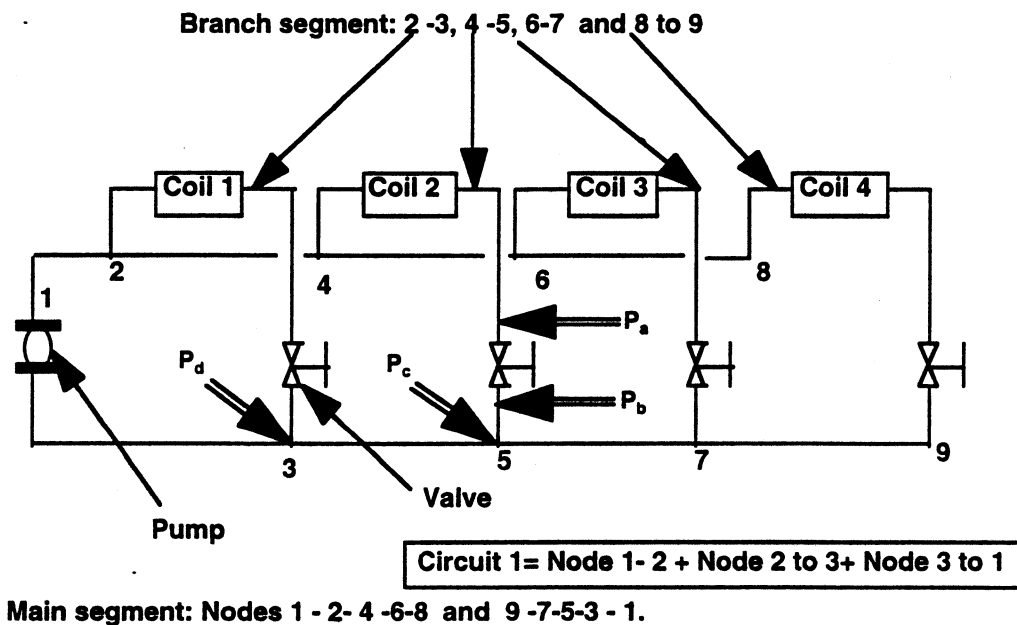 Branch segment: 2 -3, 4 -5, 6-7 and 8 to 9
Coil 1
Coil 2
Coil 3
Coil 4
2
4
6
8
1
Pa
Pd
Pc
Pb
3
5
7
9
Valve
Pump
Circuit 1= Node 1- 2 + Node 2 to 3+ Node 3 to 1
Main segment: Nodes 1 - 2- 4 -6-8 and 9 -7-5-3 - 1.